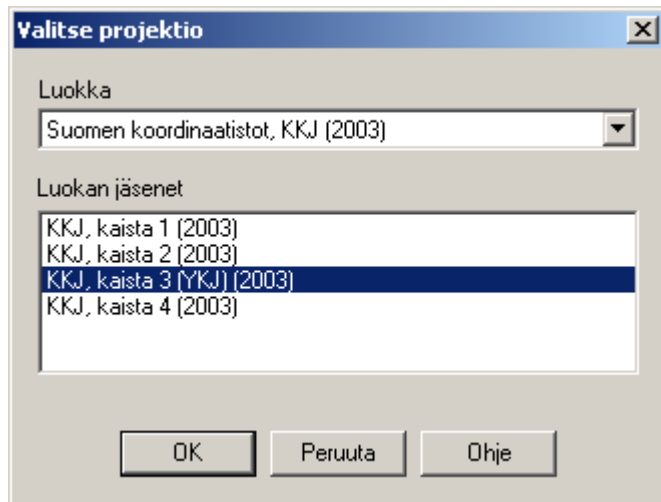 Valitse projektio
Luokka
Suomen koordinaatistot, KKJ (2003)
Luokan jäsenet
KKJ, kaista 1 (2003)
KKJ, kaista 2 (2003)
KKJ, kaista 3 (YKJ) (2003)
KKJ, kaista 4 (2003)
OK Peruuta Ohje